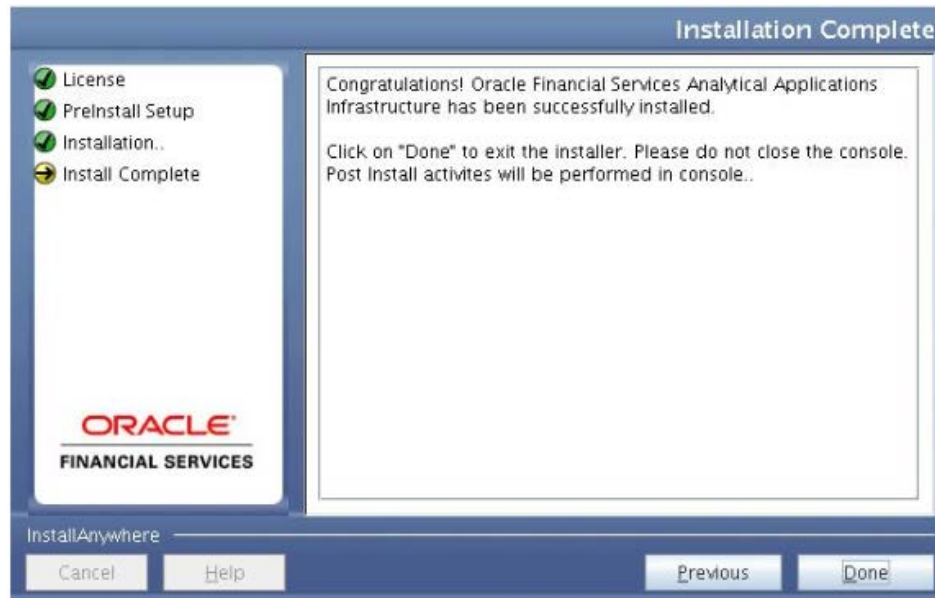 Installation Complete
License
PreInstall Setup
Installation..
Install Complete
Congratulations! Oracle Financial Services Analytical Applications
Infrastructure has been successfully installed.
Click on "Done" to exit the installer. Please do not close the console.
Post Install activites will be performed in console..
ORACLE
FINANCIAL SERVICES
InstallAnywhere
Cancel
Help
Previous
Done